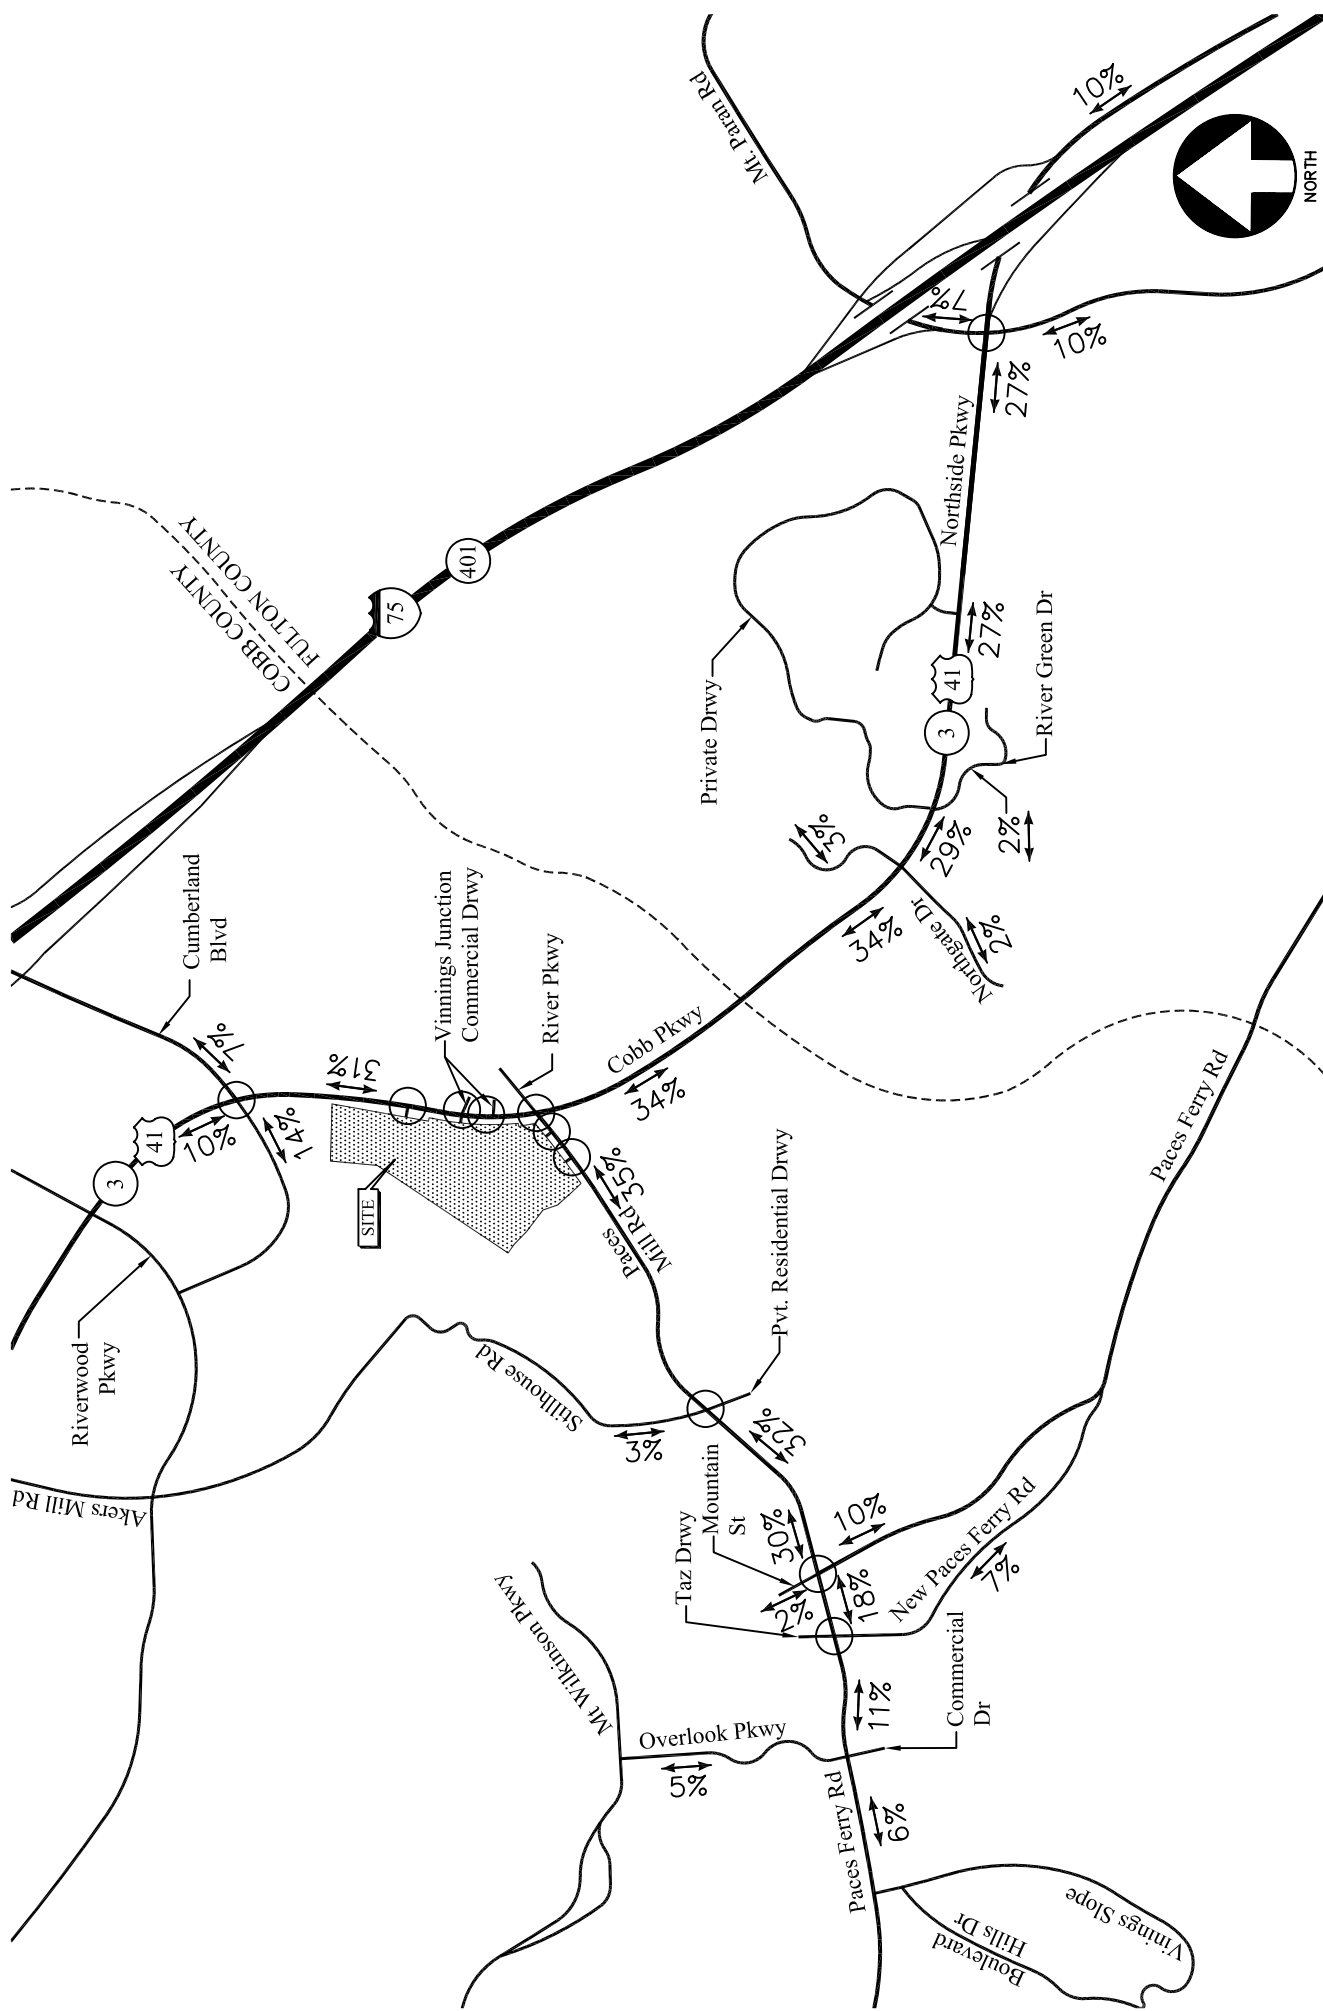 Mt. Paran Rd
10%
NORTH
7%
10%
27%
Northside Pkwy
COBB COUNTY
FULTON COUNTY
401
75
27%
41
3
River Green Dr
Private Drwy
2%
29%
3%
34%
Northgate Dr
2%
Cumberland
Blvd
Vinnings Junction
Commercial Drwy
River Pkwy
Cobb Pkwy
34%
7%
31%
41
10%
14%
3
SITE
35%
Paces
Mill Rd
Pvt. Residential Drwy
Paces Ferry Rd
Riverwood
Pkwy
Stillhouse Rd
3%
32%
Akers Mill Rd
Mountain
St
Taz Drwy
30%
10%
2%
18%
New Paces Ferry Rd
7%
Mt Wilkinson Pkwy
Overlook Pkwy
5%
11%
Commercial
Dr
Paces Ferry Rd
6%
Boulevard
Hills Dr
Vinings Slope